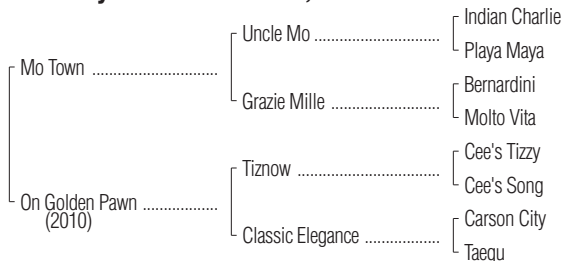 Indian Charlie
Uncle Mo
Playa Maya
Mo Town
Bernardini
Grazie Mille
Molto Vita
Cee's Tizzy
Tiznow
Cee's Song
On Golden Pawn
(2010)
Carson City
Classic Elegance
Taegu